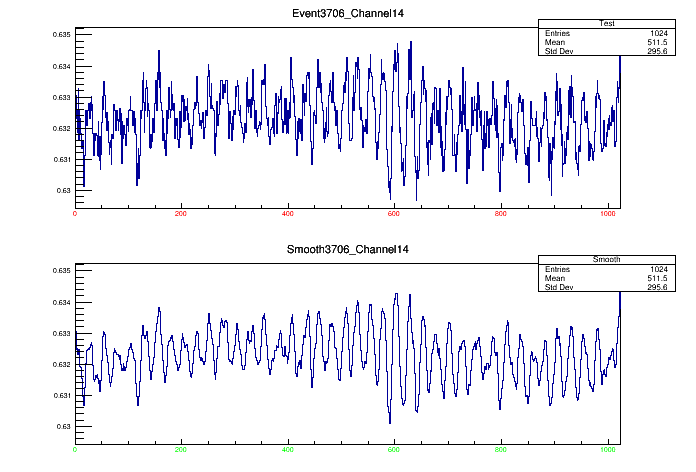 Event3706_Channel14
Test
Entries 1024
Mean 511.5
Std Dev 295.6
0.635
0.634
0.633
0.632
0.631
0.63
0 200 400 600 800 1000
Smooth3706_Channel14
Smooth
Entries 1024
Mean 511.5
Std Dev 295.6
0.635
0.634
0.633
0.632
0.631
0.63
0 200 400 600 800 1000